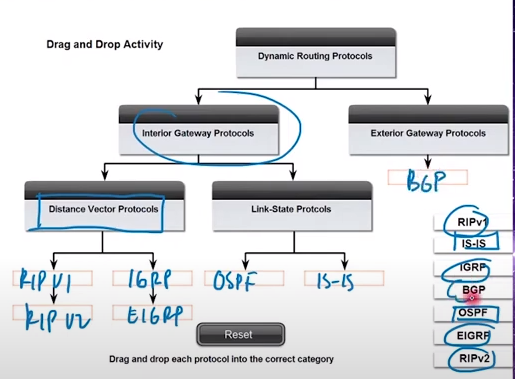 Drag and Drop Activity
Dynamic Routing Protocols
Interior Gateway Protocols
Exterior Gateway Protocols
BGP
Distance Vector Protocols
Link-State Protcols
RIP V1 IGRP OSPF IS-IS
RIP V2 EIGRP
RIPv1
IS-IS
IGRP
BGP
OSPF
EIGRP
RIPv2
Reset
Drag and drop each protocol into the correct category